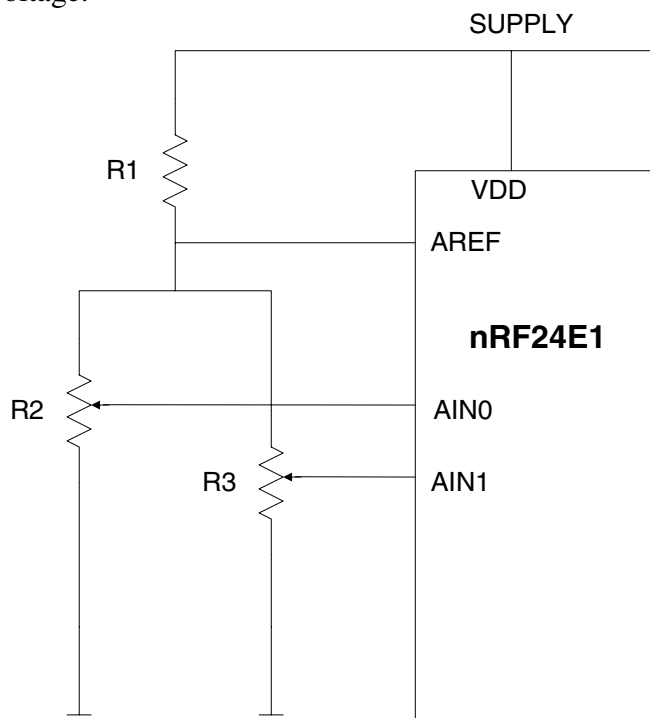 SUPPLY
R1
VDD
AREF
nRF24E1
R2
AIN0
R3
AIN1